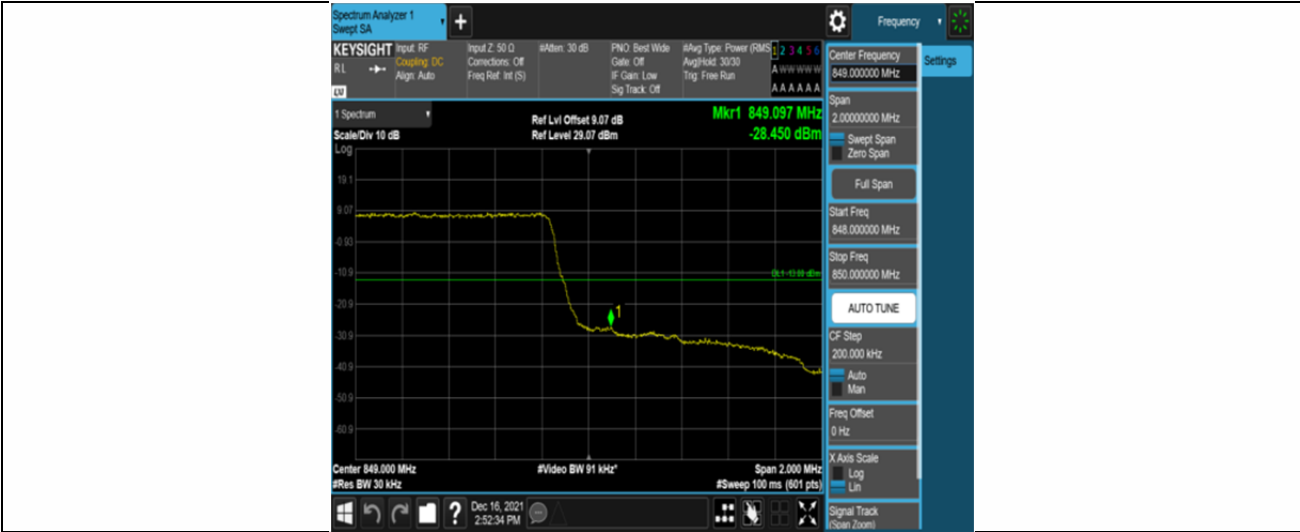 Spectrum Analyzer 1
Swept SA
+
Frequency
KEYSIGHT
RL
Input: RF
Coupling: DC
Align: Auto
Input Z: 50 Ω
Corrections: Off
Freq Ref: Int (S)
#Atten: 30 dB
PNO: Best Wide
Gate: Off
IF Gain: Low
Sig Track: Off
#Avg Type: Power (RMS
Avg|Hold: 30/30
Trig: Free Run
1 2 3 4 5 6
A W W W W W
A A A A A A
1 Spectrum
Scale/Div 10 dB
Log
Ref Lvl Offset 9.07 dB
Ref Level 29.07 dBm
Mkr1 849.097 MHz
-28.450 dBm
19.1
9.07
-0.93
-10.9
-20.9
-30.9
-40.9
-50.9
-60.9
DL1 -13.00 dBm
1
Center 849.000 MHz
#Res BW 30 kHz
#Video BW 91 kHz*
Span 2.000 MHz
#Sweep 100 ms (601 pts)
?
Dec 16, 2021
2:52:34 PM
Center Frequency
849.000000 MHz
Settings
Span
2.00000000 MHz
Swept Span
Zero Span
Full Span
Start Freq
848.000000 MHz
Stop Freq
850.000000 MHz
AUTO TUNE
CF Step
200.000 kHz
Auto
Man
Freq Offset
0 Hz
X Axis Scale
Log
Lin
Signal Track
(Span Zoom)